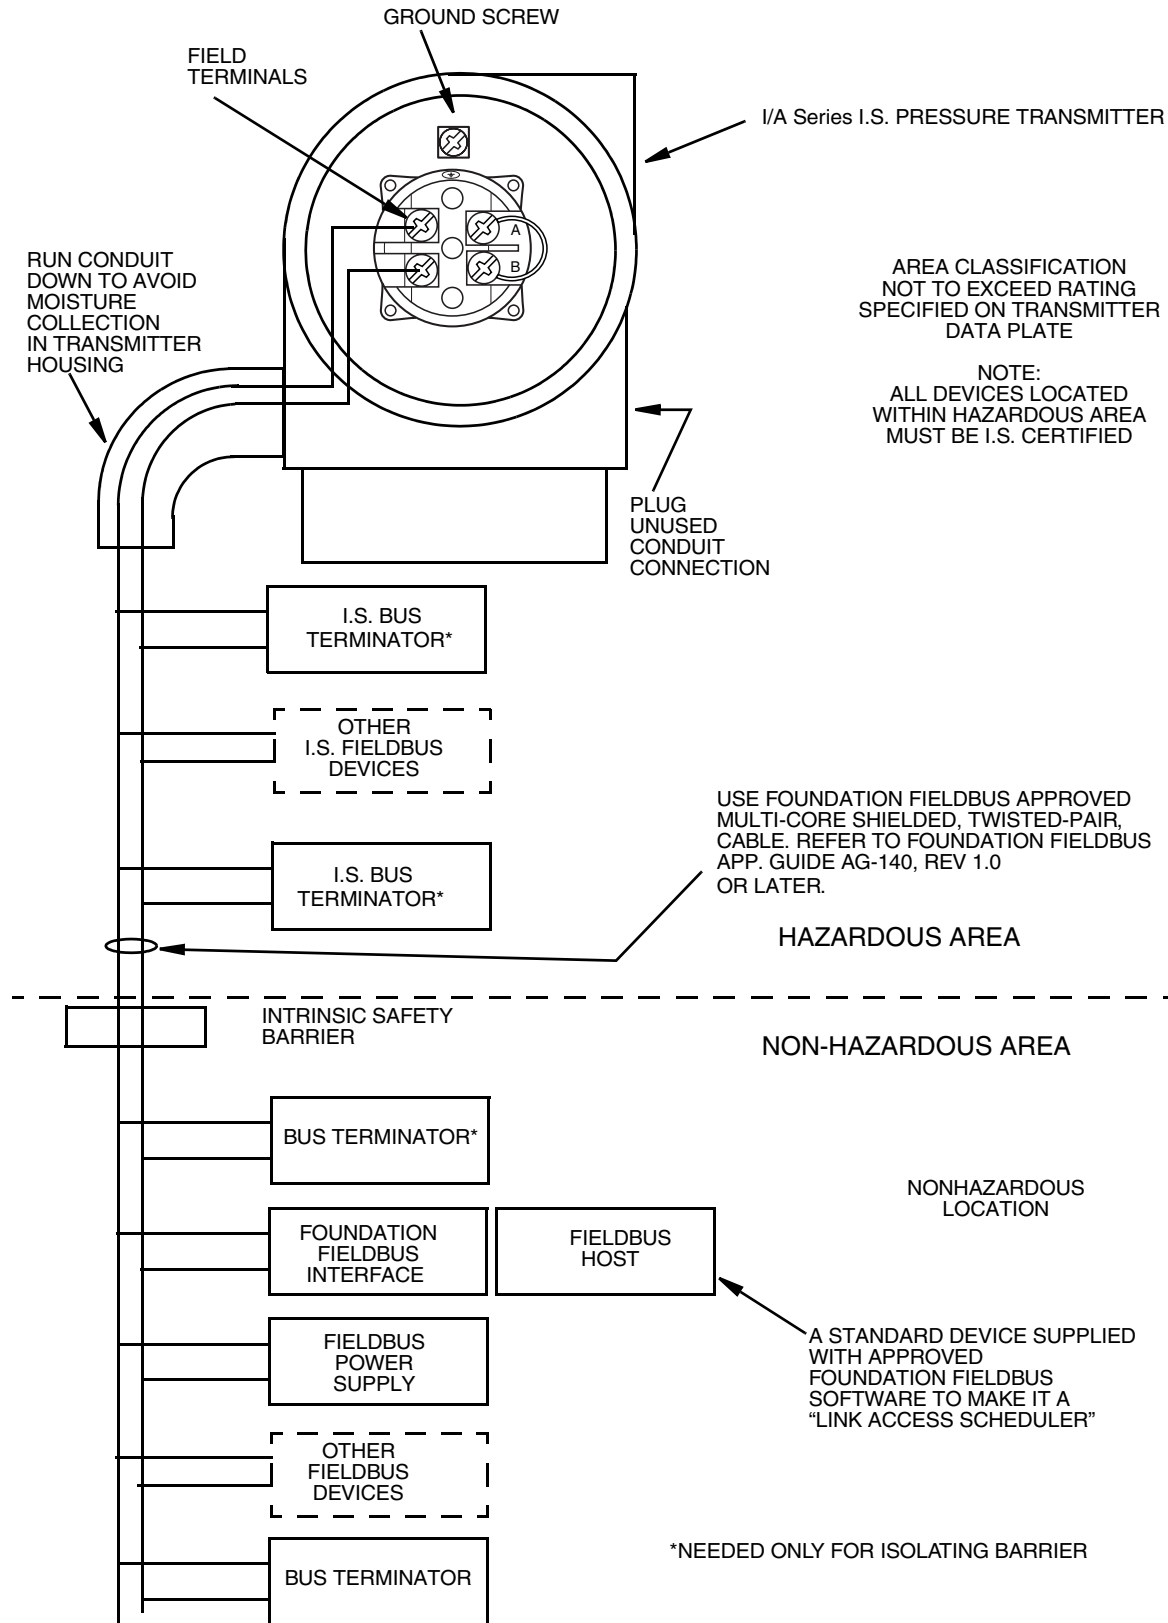 GROUND SCREW
FIELD
TERMINALS
I/A Series I.S. PRESSURE TRANSMITTER
A
B
RUN CONDUIT
DOWN TO AVOID
MOISTURE
COLLECTION
IN TRANSMITTER
HOUSING
AREA CLASSIFICATION
NOT TO EXCEED RATING
SPECIFIED ON TRANSMITTER
DATA PLATE
NOTE:
ALL DEVICES LOCATED
WITHIN HAZARDOUS AREA
MUST BE I.S. CERTIFIED
PLUG
UNUSED
CONDUIT
CONNECTION
I.S. BUS
TERMINATOR*
OTHER
I.S. FIELDBUS
DEVICES
USE FOUNDATION FIELDBUS APPROVED
MULTI-CORE SHIELDED, TWISTED-PAIR,
CABLE. REFER TO FOUNDATION FIELDBUS
APP. GUIDE AG-140, REV 1.0
OR LATER.
I.S. BUS
TERMINATOR*
HAZARDOUS AREA
INTRINSIC SAFETY
BARRIER
NON-HAZARDOUS AREA
BUS TERMINATOR*
NONHAZARDOUS
LOCATION
FOUNDATION
FIELDBUS
INTERFACE
FIELDBUS
HOST
A STANDARD DEVICE SUPPLIED
WITH APPROVED
FOUNDATION FIELDBUS
SOFTWARE TO MAKE IT A
“LINK ACCESS SCHEDULER”
FIELDBUS
POWER
SUPPLY
OTHER
FIELDBUS
DEVICES
*NEEDED ONLY FOR ISOLATING BARRIER
BUS TERMINATOR